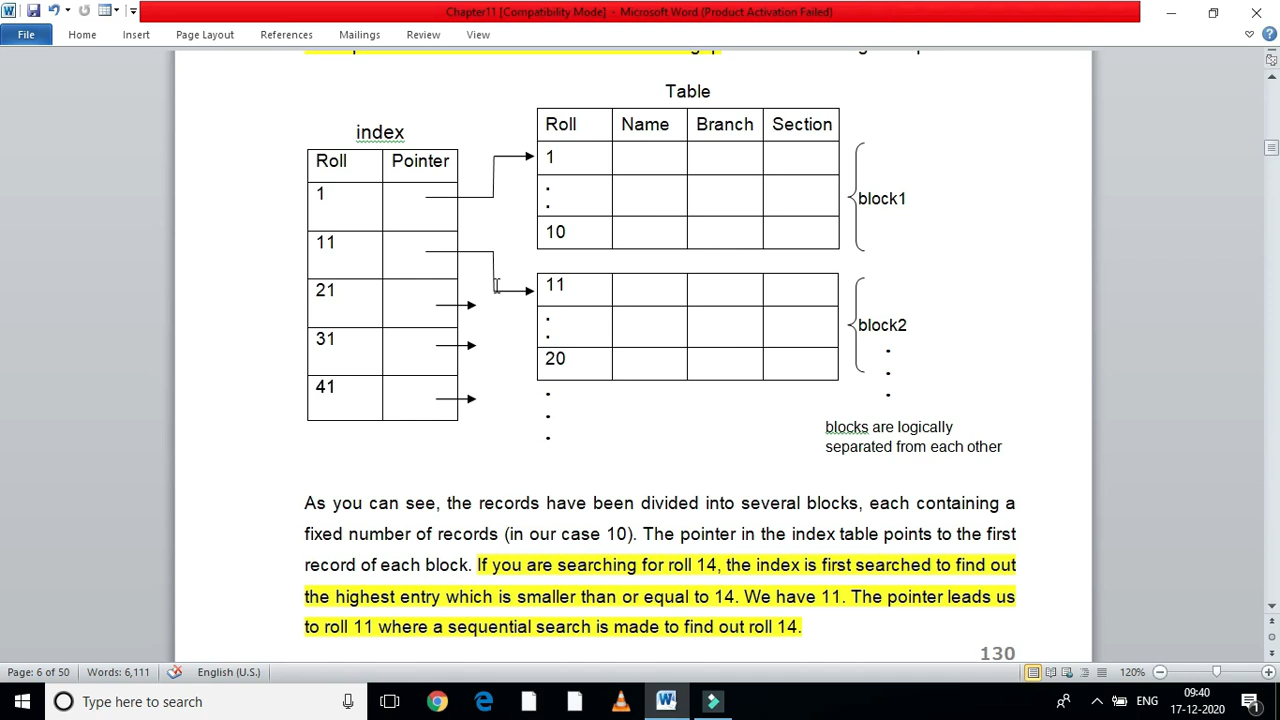 Chapter11 [Compatibility Mode] - Microsoft Word (Product Activation Failed)
File Home Insert Page Layout References Mailings Review View
Table
index
Roll Name Branch Section
Roll Pointer
1
1
block1
10
11
11
21
block2
31
20
41
blocks are logically
separated from each other
As you can see, the records have been divided into several blocks, each containing a
fixed number of records (in our case 10). The pointer in the index table points to the first
record of each block. If you are searching for roll 14, the index is first searched to find out
the highest entry which is smaller than or equal to 14. We have 11. The pointer leads us
to roll 11 where a sequential search is made to find out roll 14.
130
Page: 6 of 50 Words: 6,111 English (U.S.) 120%
Type here to search
ENG
09:40
17-12-2020
1